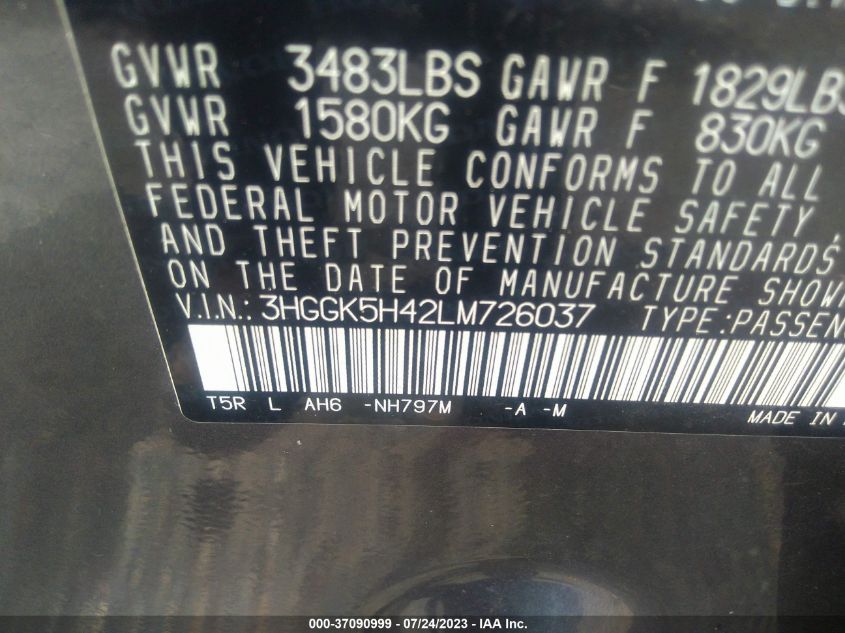 GVWR 3483LBS GAWR F 1829LBS
GVWR 1580KG GAWR F 830KG
THIS VEHICLE CONFORMS TO ALL
FEDERAL MOTOR VEHICLE SAFETY,
AND THEFT PREVENTION STANDARDS
ON THE DATE OF MANUFACTURE SHOWN
V.I.N.: 3HGGK5H42LM726037 TYPE:PASSEN
T5R L AH6 -NH797M -A -M MADE IN
000-37090999 — 07/24/2023 — IAA Inc.